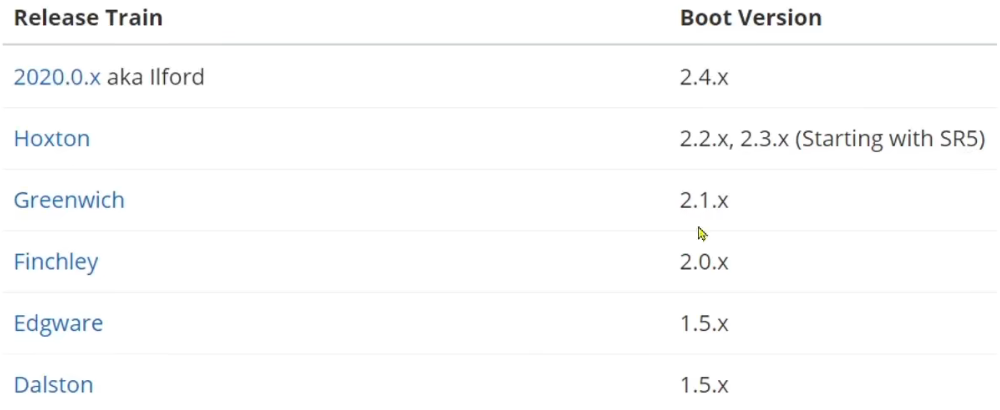 Release Train Boot Version
2020.0.x aka Ilford 2.4.x
Hoxton 2.2.x, 2.3.x (Starting with SR5)
Greenwich 2.1.x
Finchley 2.0.x
Edgware 1.5.x
Dalston 1.5.x